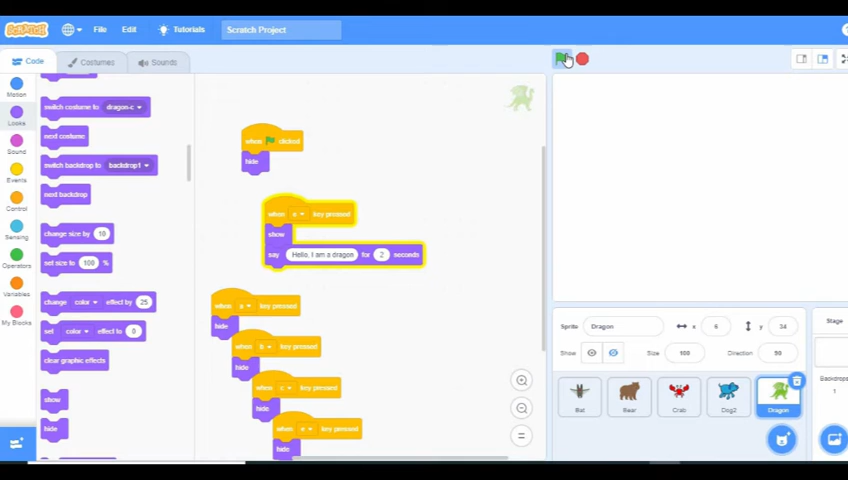 SCRATCH
File
Edit
Tutorials
Scratch Project
Code
Costumes
Sounds
Motion
Looks
Sound
Events
Control
Sensing
Operators
Variables
My Blocks
switch costume to dragon-c
next costume
switch backdrop to backdrop1
next backdrop
change size by 10
set size to 100 %
change color effect by 25
set color effect to 0
clear graphic effects
show
hide
when clicked
hide
when key pressed
show
say Hello, I am a dragon for 2 seconds
when key pressed
hide
when b key pressed
hide
when c key pressed
hide
when key pressed
hide
Sprite Dragon x 6 y 34
Show Size 100 Direction 90
Bat
Bear
Crab
Dog2
Dragon
Stage
Backdrops
1